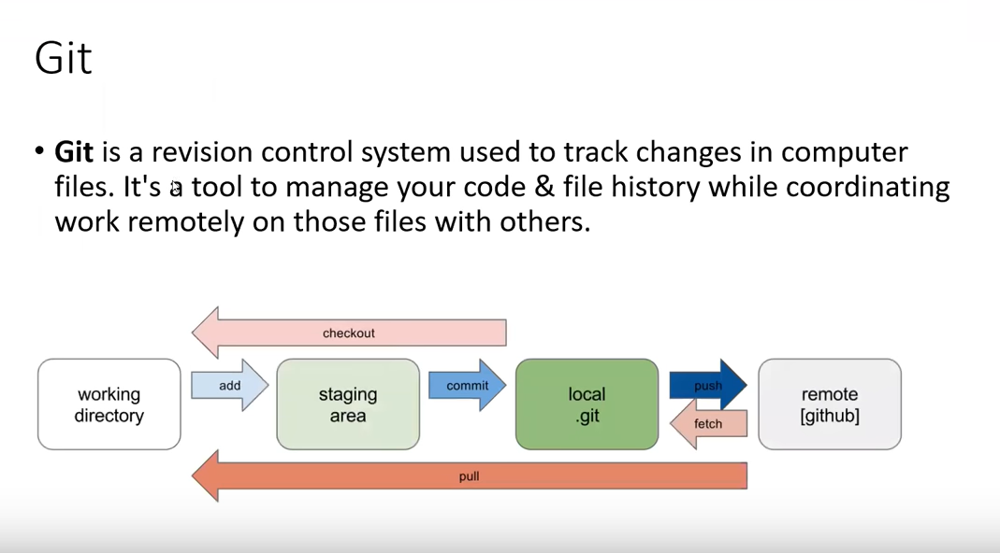 Git
• Git is a revision control system used to track changes in computer
files. It's a tool to manage your code & file history while coordinating
work remotely on those files with others.
checkout
working
directory
add
staging
area
commit
local
.git
push
fetch
remote
[github]
pull